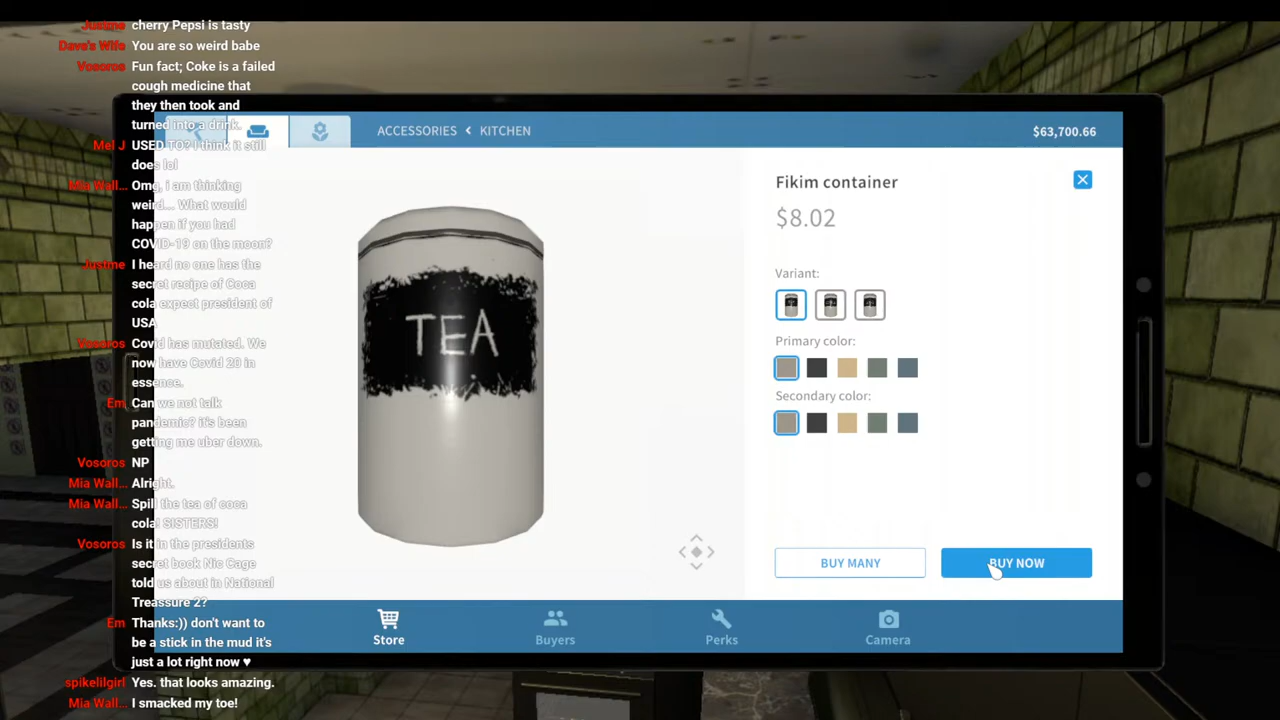 Justme cherry Pepsi is tasty
Dave's Wife You are so weird babe
Vosoros Fun fact; Coke is a failed
cough medicine that
they then took and
turned into a drink.
Mel J USED TO? I think it still
does lol
Mia Wall... Omg, i am thinking
weird... What would
happen if you had
COVID-19 on the moon?
Justme I heard no one has the
secret recipe of Coca
cola expect president of
USA
Vosoros Covid has mutated. We
now have Covid 20 in
essence.
Em Can we not talk
pandemic? it's been
getting me uber down.
Vosoros NP
Mia Wall... Alright.
Mia Wall... Spill the tea of coca
cola! SISTERS!
Vosoros Is it in the presidents
secret book Nic Cage
told us about in National
Treassure 2?
Em Thanks:)) don't want to
be a stick in the mud it's
just a lot right now ♥
spikelilgirl Yes. that looks amazing.
Mia Wall... I smacked my toe!
ACCESSORIES < KITCHEN
$63,700.66
TEA
Fikim container
$8.02
Variant:
Primary color:
Secondary color:
BUY MANY
BUY NOW
Store
Buyers
Perks
Camera